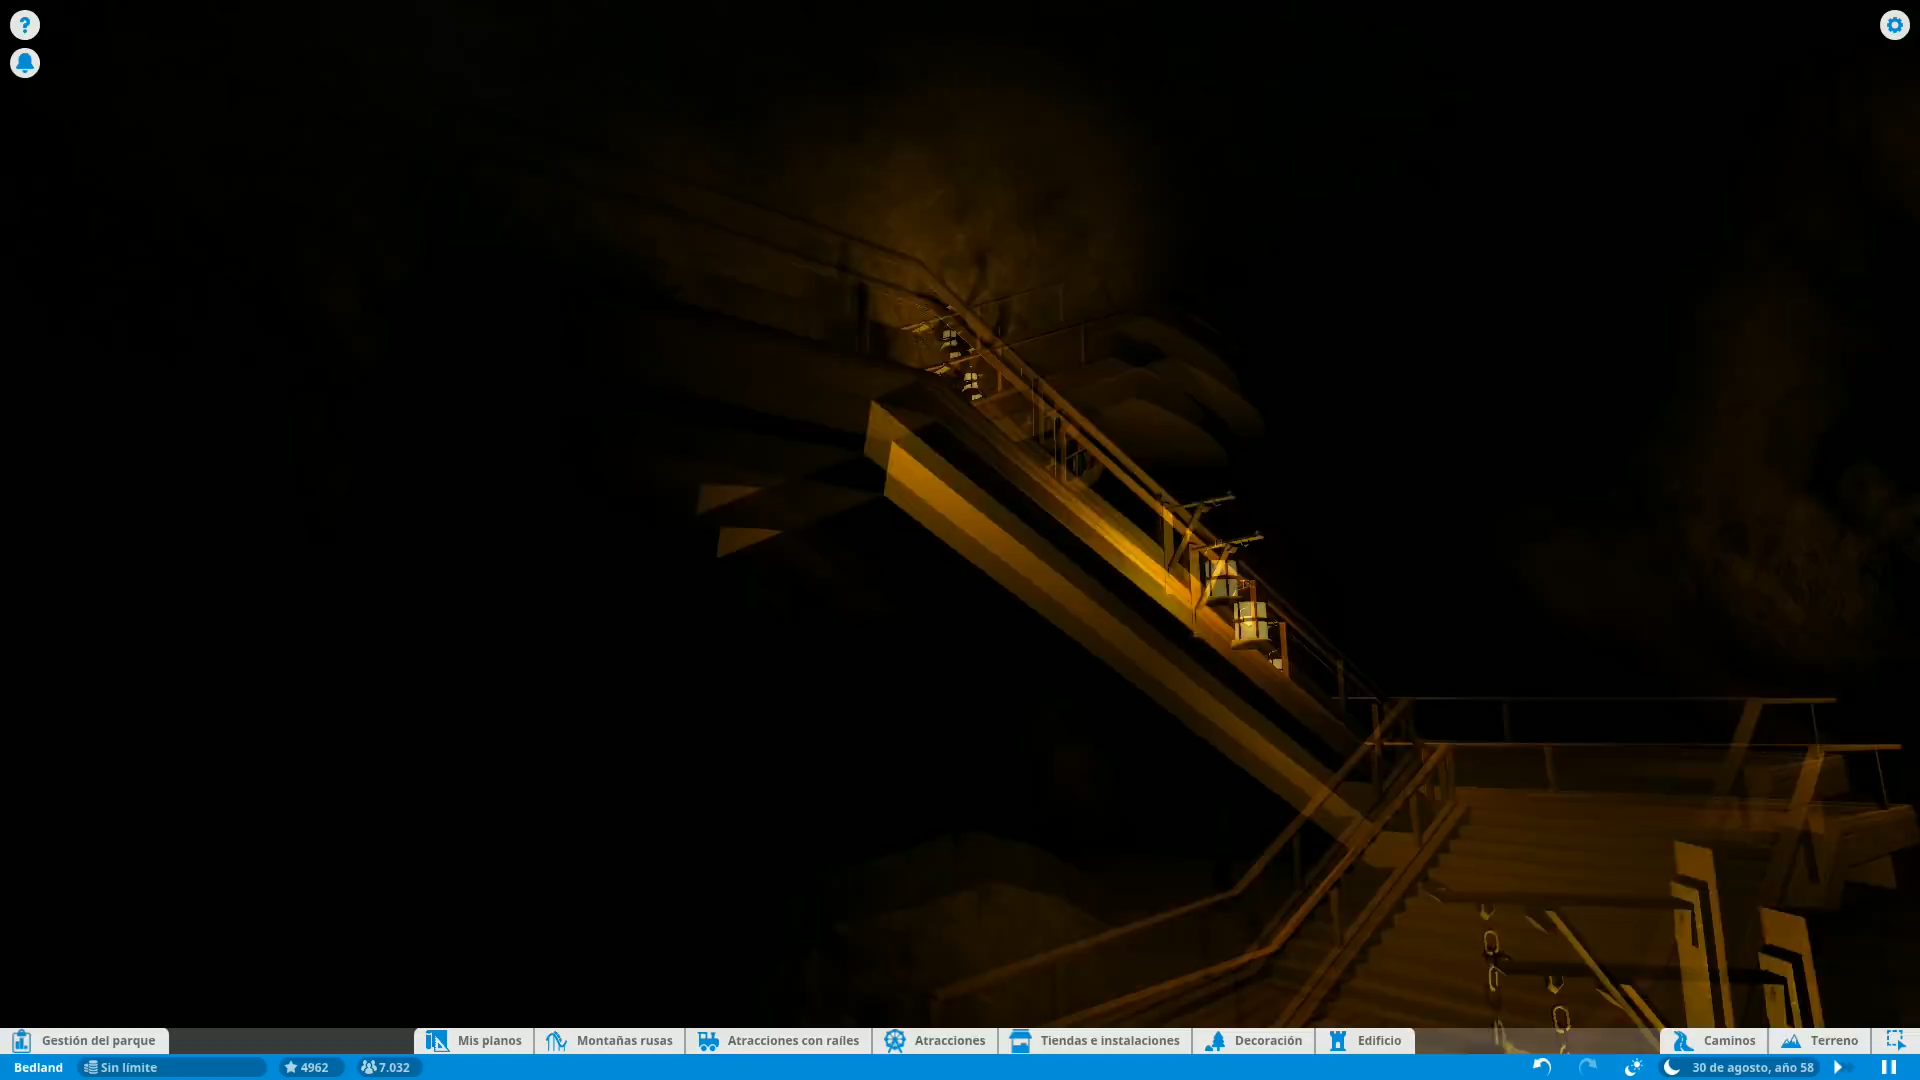 ?
Gestión del parque
Mis planos
Montañas rusas
Atracciones con raíles
Atracciones
Tiendas e instalaciones
Decoración
Edificio
Caminos
Terreno
Bedland
Sin límite
4962
7.032
30 de agosto, año 58